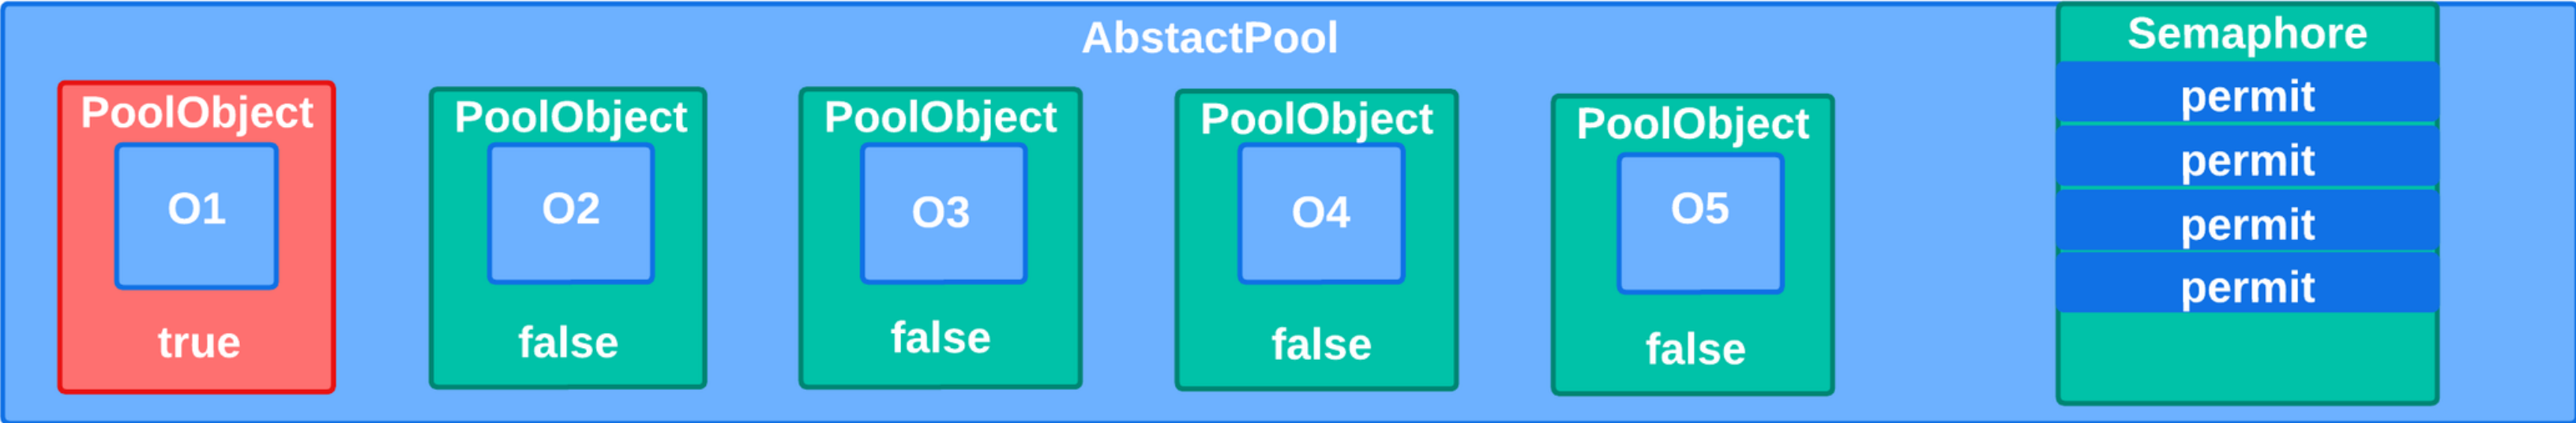 AbstactPool
PoolObject
O1
true
PoolObject
O2
false
PoolObject
O3
false
PoolObject
O4
false
PoolObject
O5
false
Semaphore
permit
permit
permit
permit